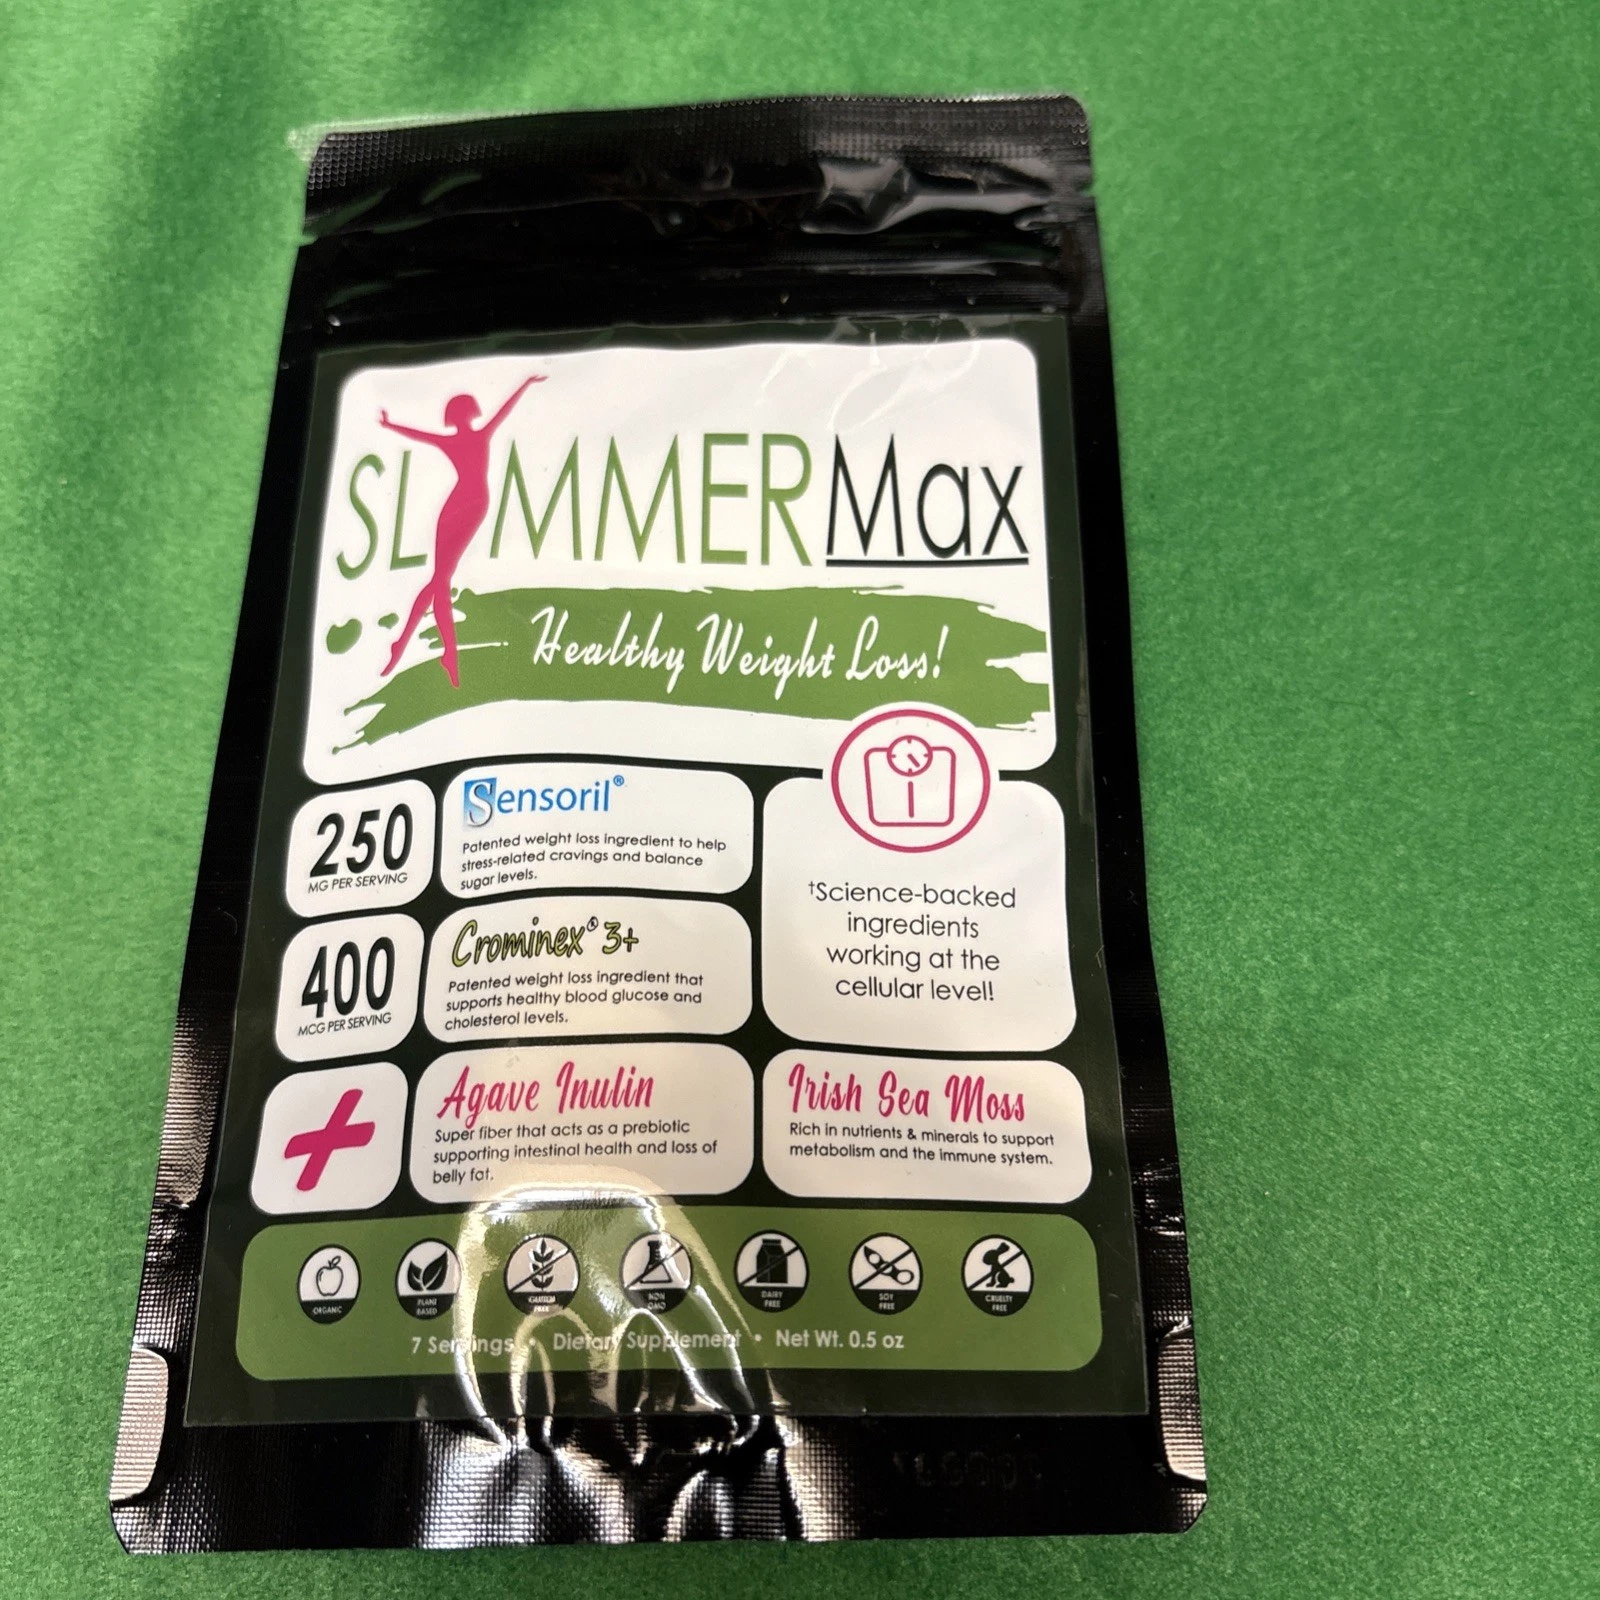 SLIMMERMax
Healthy Weight Loss!
250
MG PER SERVING
Sensoril®
Patented weight loss ingredient to help
stress-related cravings and balance
sugar levels.
400
MCG PER SERVING
Crominex® 3+
Patented weight loss ingredient that
supports healthy blood glucose and
cholesterol levels.
†Science-backed
ingredients
working at the
cellular level!
Agave Inulin
Super fiber that acts as a prebiotic
supporting intestinal health and loss of
belly fat.
Irish Sea Moss
Rich in nutrients & minerals to support
metabolism and the immune system.
ORGANIC
PLANT
BASED
FREE
NON
GMO
DAIRY
FREE
SOY
FREE
CRUELTY
FREE
7 Servings • Dietary Supplement • Net Wt. 0.5 oz